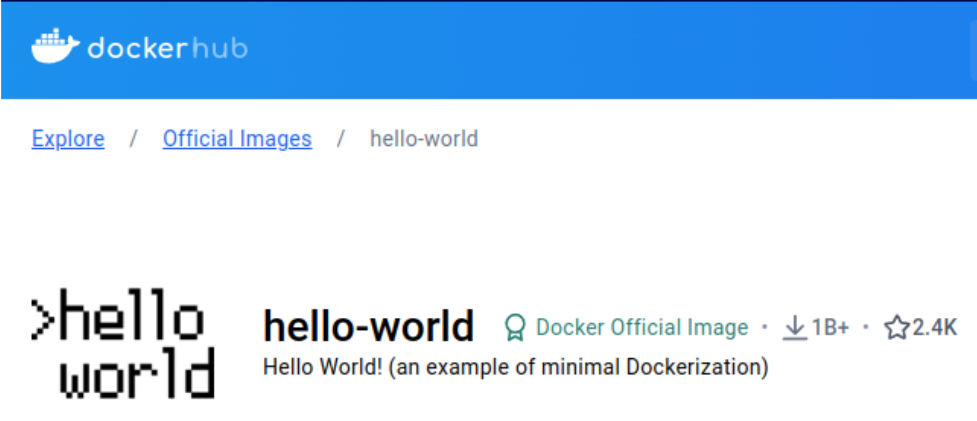 dockerhub
Explore / Official Images / hello-world
>hello
world
hello-world Docker Official Image · 1B+ · 2.4K
Hello World! (an example of minimal Dockerization)